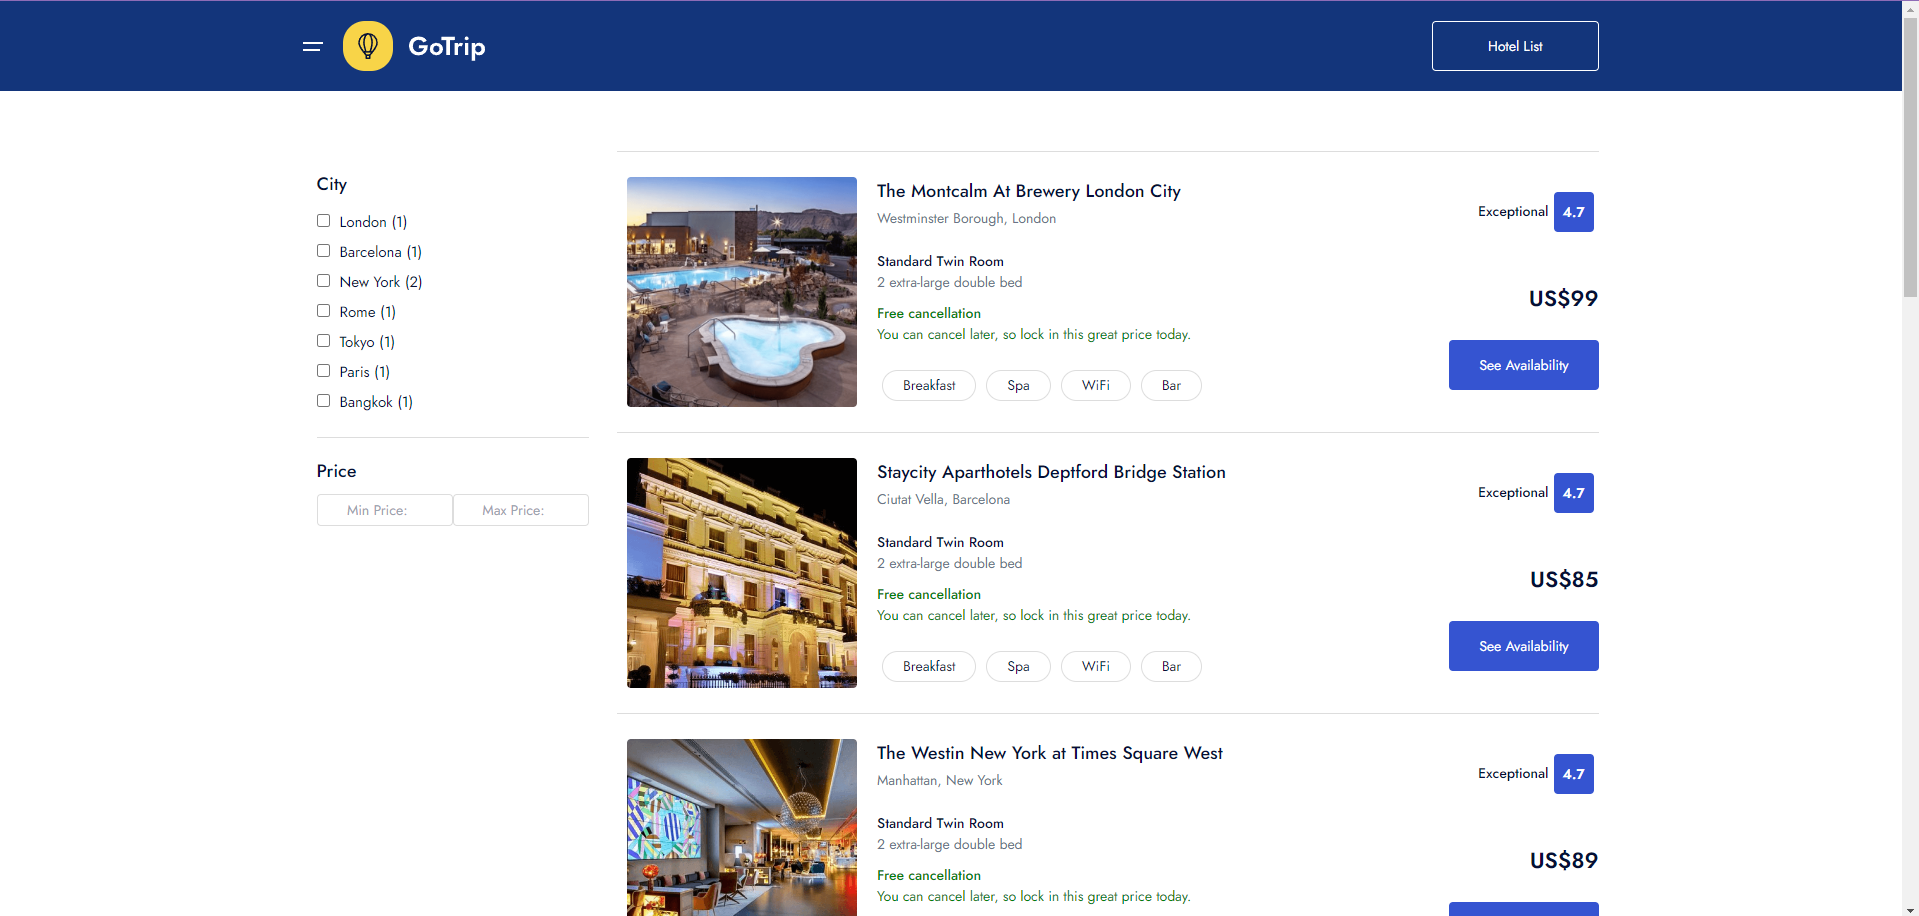 GoTrip
Hotel List
City
London (1)
Barcelona (1)
New York (2)
Rome (1)
Tokyo (1)
Paris (1)
Bangkok (1)
Price
Min Price:
Max Price:
The Montcalm At Brewery London City
Westminster Borough, London
Standard Twin Room
2 extra-large double bed
Free cancellation
You can cancel later, so lock in this great price today.
Breakfast
Spa
WiFi
Bar
Exceptional 4.7
US$99
See Availability
Staycity Aparthotels Deptford Bridge Station
Ciutat Vella, Barcelona
Standard Twin Room
2 extra-large double bed
Free cancellation
You can cancel later, so lock in this great price today.
Breakfast
Spa
WiFi
Bar
Exceptional 4.7
US$85
See Availability
The Westin New York at Times Square West
Manhattan, New York
Standard Twin Room
2 extra-large double bed
Free cancellation
You can cancel later, so lock in this great price today.
Exceptional 4.7
US$89